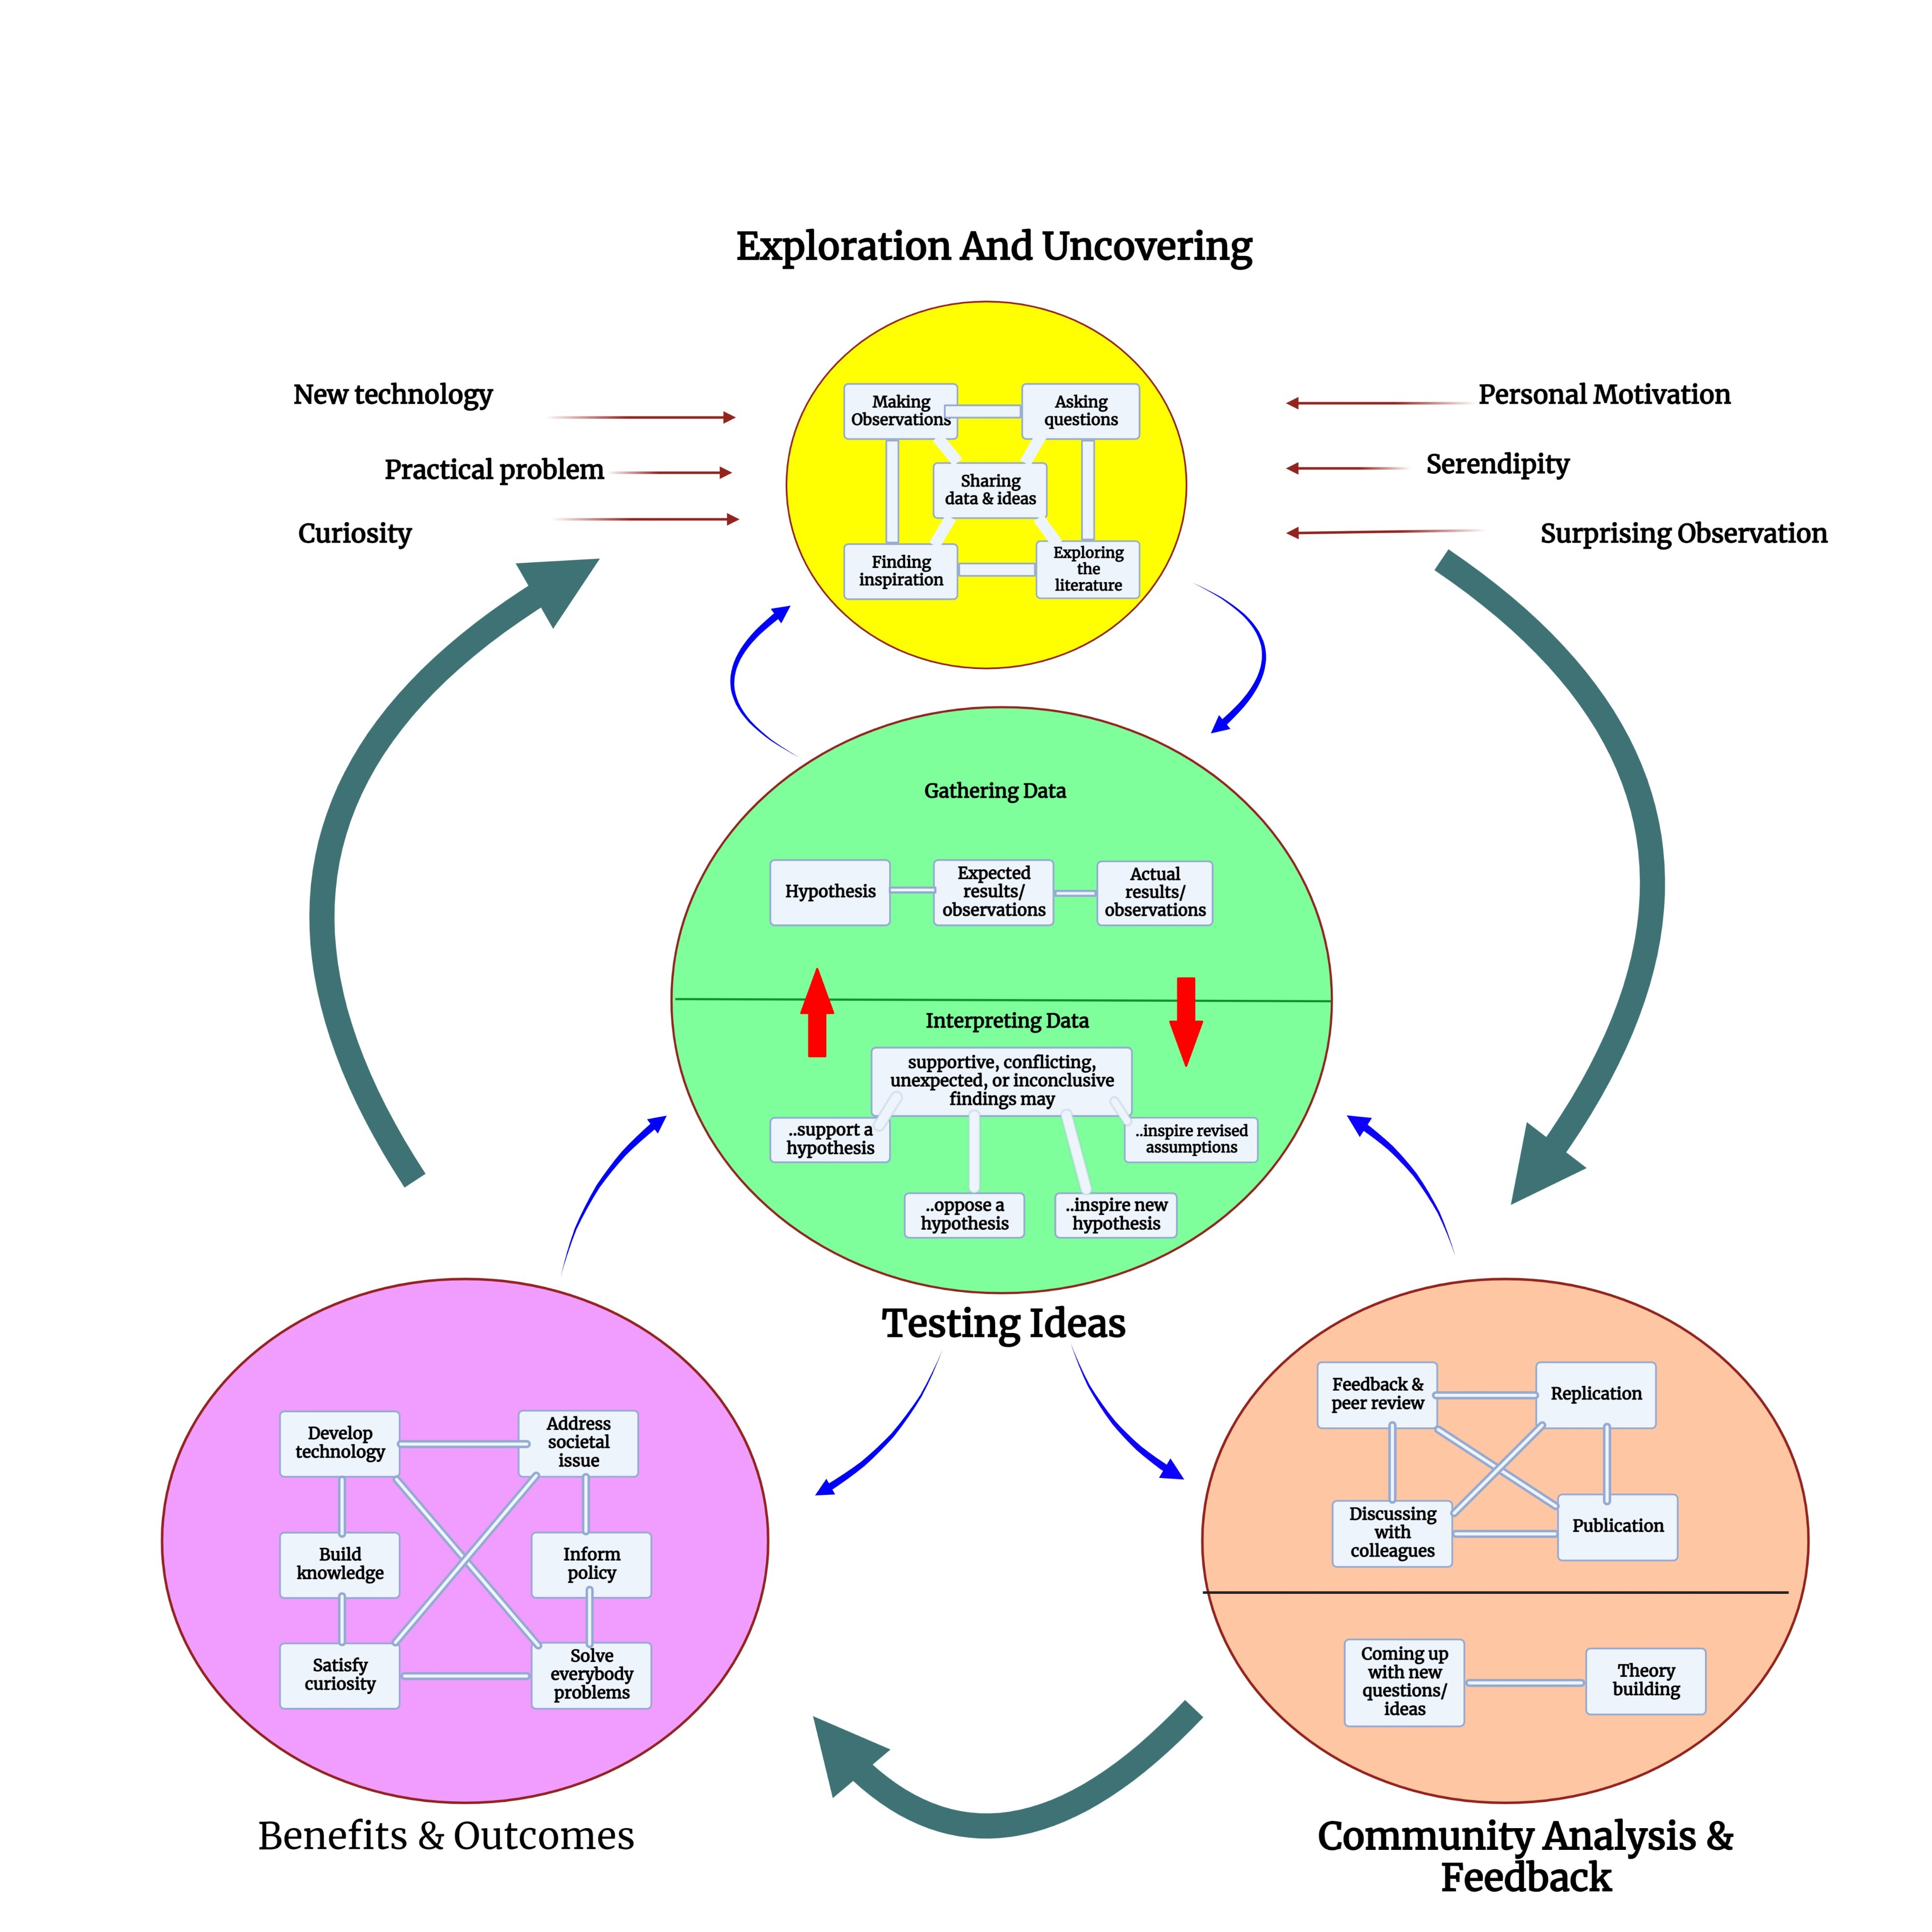 Exploration And Uncovering
New technology
Practical problem
Curiosity
Personal Motivation
Serendipity
Surprising Observation
Making
Observations
Asking
questions
Sharing
data & ideas
Finding
inspiration
Exploring
the
literature
Gathering Data
Hypothesis
Expected
results/
observations
Actual
results/
observations
Interpreting Data
supportive, conflicting,
unexpected, or inconclusive
findings may
..support a
hypothesis
..oppose a
hypothesis
..inspire new
hypothesis
..inspire revised
assumptions
Testing Ideas
Develop
technology
Address
societal
issue
Build
knowledge
Inform
policy
Satisfy
curiosity
Solve
everybody
problems
Benefits & Outcomes
Feedback &
peer review
Replication
Discussing
with
colleagues
Publication
Coming up
with new
questions/
ideas
Theory
building
Community Analysis &
Feedback